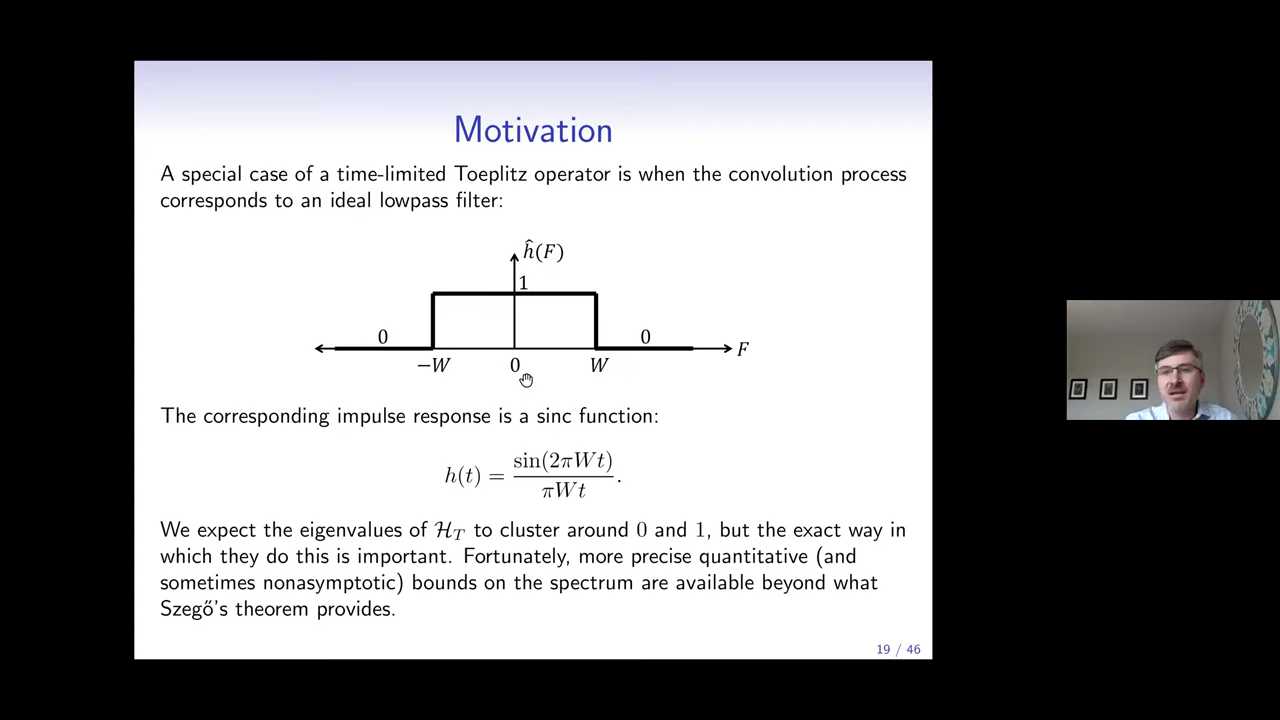 Motivation
A special case of a time-limited Toeplitz operator is when the convolution process
corresponds to an ideal lowpass filter:
ĥ(F)
1
0
0
F
−W
0
W
The corresponding impulse response is a sinc function:
h(t) = sin(2πWt) / πWt.
We expect the eigenvalues of ℋ_T to cluster around 0 and 1, but the exact way in
which they do this is important. Fortunately, more precise quantitative (and
sometimes nonasymptotic) bounds on the spectrum are available beyond what
Szegő's theorem provides.
19 / 46